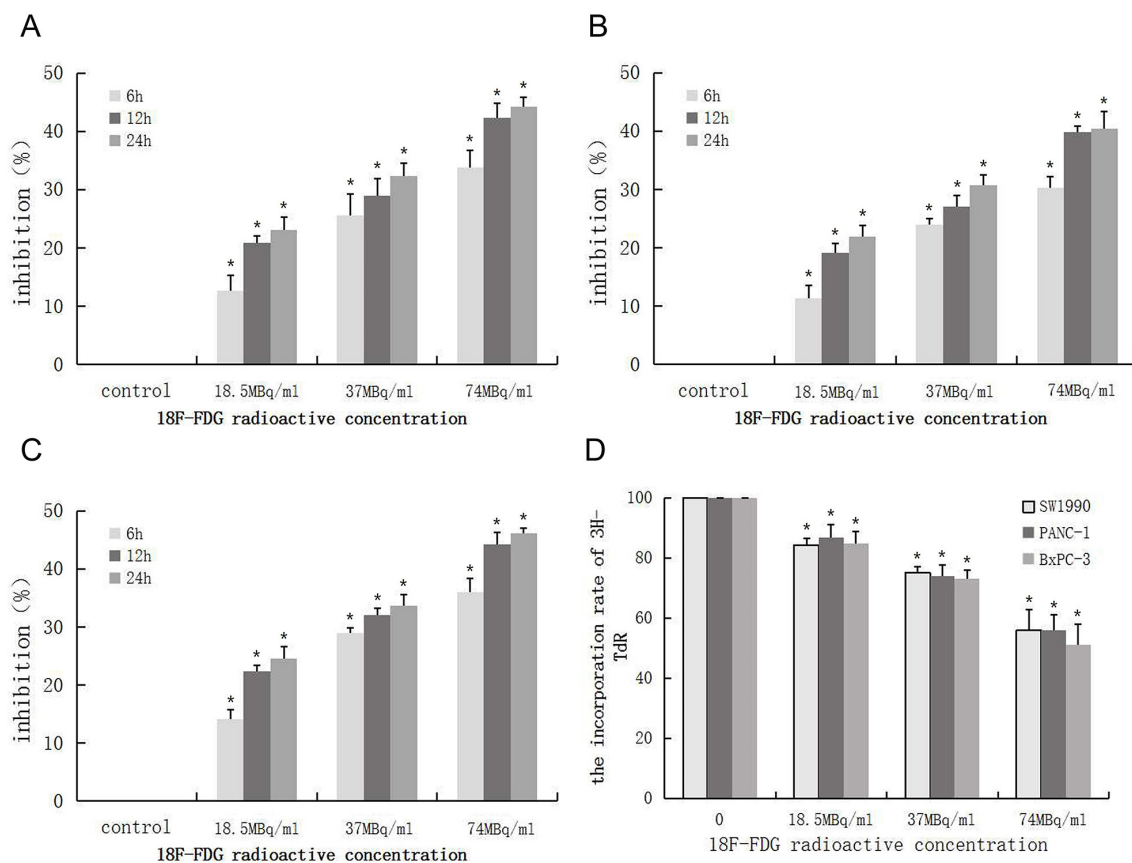 A
50
40
30
20
10
0
inhibition (%)
6h
12h
24h
* * * * * * * * *
control 18.5MBq/ml 37MBq/ml 74MBq/ml
18F-FDG radioactive concentration
B
50
40
30
20
10
0
inhibition (%)
6h
12h
24h
* * * * * * * * *
control 18.5MBq/ml 37MBq/ml 74MBq/ml
18F-FDG radioactive concentration
C
50
40
30
20
10
0
inhibition (%)
6h
12h
24h
* * * * * * * * *
control 18.5MBq/ml 37MBq/ml 74MBq/ml
18F-FDG radioactive concentration
D
100
80
60
40
20
0
the incorporation rate of 3H-
TdR
SW1990
PANC-1
BxPC-3
* * * * * * * * *
0 18.5MBq/ml 37MBq/ml 74MBq/ml
18F-FDG radioactive concentration